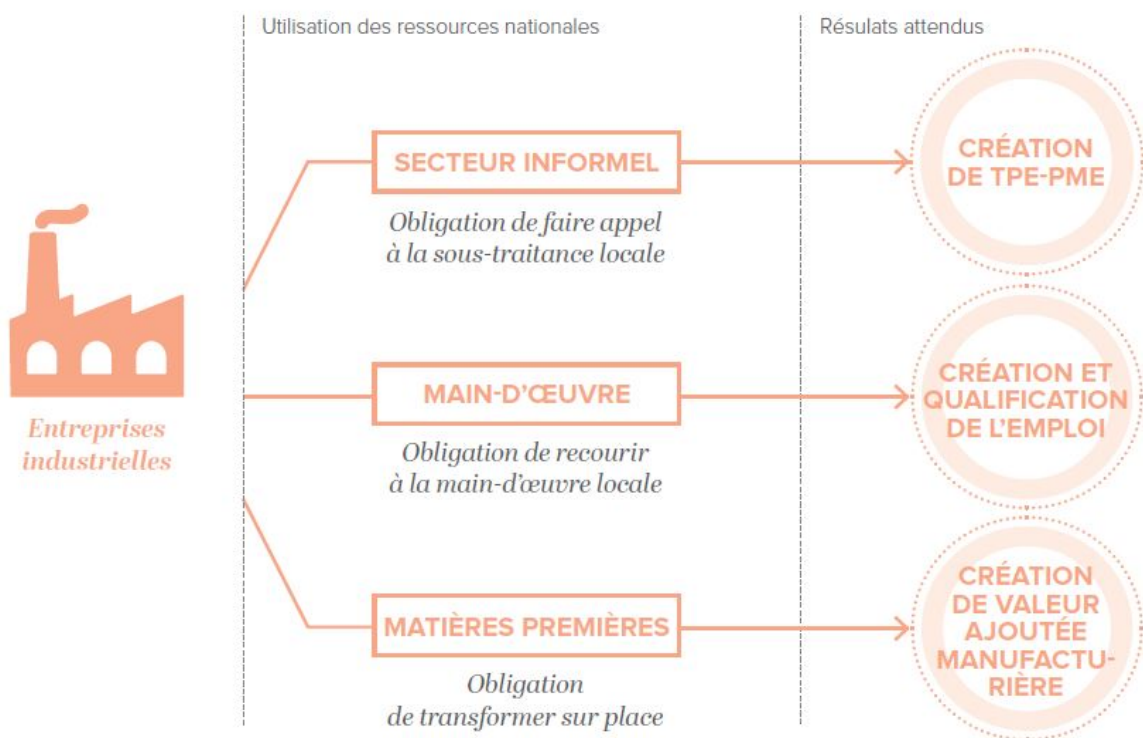 Utilisation des ressources nationales
Résulats attendus
SECTEUR INFORMEL
Obligation de faire appel
à la sous-traitance locale
CRÉATION
DE TPE-PME
Entreprises
industrielles
MAIN-D’ŒUVRE
Obligation de recourir
à la main-d’œuvre locale
CRÉATION ET
QUALIFICATION
DE L’EMPLOI
MATIÈRES PREMIÈRES
Obligation
de transformer sur place
CRÉATION
DE VALEUR
AJOUTÉE
MANUFACTU-
RIÈRE